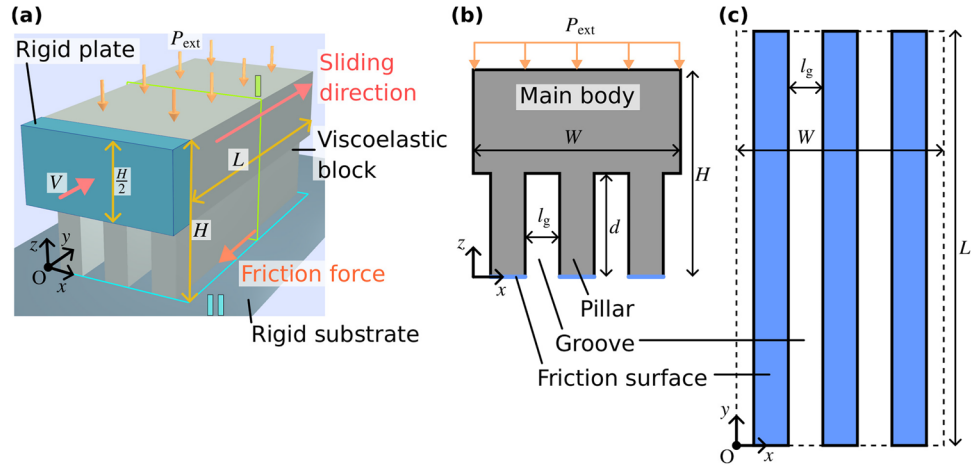 (a)
Rigid plate
P_ext
Sliding
direction
Viscoelastic
block
L
V
H/2
H
z
y
O
x
Friction force
II
I
Rigid substrate
(b)
P_ext
Main body
W
H
l_g
d
z
x
Pillar
Groove
Friction surface
(c)
l_g
W
L
y
O
x